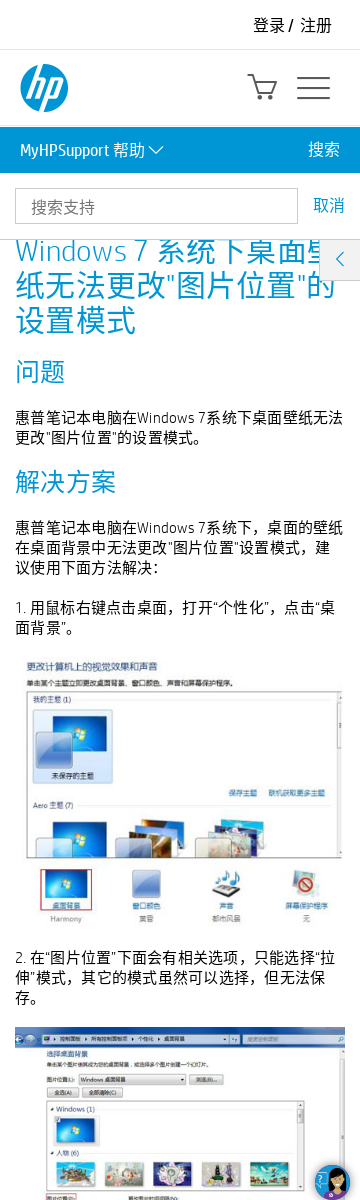 登录 / 注册
hp
MyHPSupport 帮助
搜索
搜索支持
取消
Windows 7 系统下桌面壁
纸无法更改"图片位置"的
设置模式
问题
惠普笔记本电脑在Windows 7系统下桌面壁纸无法
更改"图片位置"的设置模式。
解决方案
惠普笔记本电脑在Windows 7系统下，桌面的壁纸
在桌面背景中无法更改"图片位置"设置模式，建
议使用下面方法解决：
1. 用鼠标右键点击桌面，打开“个性化”，点击“桌
面背景”。
更改计算机上的视觉效果和声音
单击某个主题立即更改桌面背景、窗口颜色、声音和屏幕保护程序。
我的主题 (1)
未保存的主题
保存主题 联机获取更多主题
Aero 主题 (7)
桌面背景 窗口颜色 声音 屏幕保护程序
Harmony 黄昏 都市风景 无
2. 在“图片位置”下面会有相关选项，只能选择“拉
伸”模式，其它的模式虽然可以选择，但无法保
存。
控制面板 所有控制面板项 个性化 桌面背景
搜索控制面板
选择桌面背景
单击某个图片使其成为您的桌面背景，或选择多个图片创建一个幻灯片。
图片位置(L): Windows 桌面背景 浏览(B)...
全选(A) 全部清除(C)
Windows (1)
人物 (6)